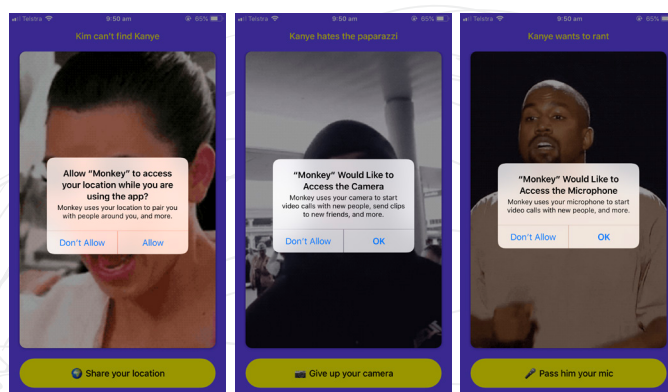 Telstra 9:50 am 65%
Kim can't find Kanye
Allow “Monkey” to access
your location while you are
using the app?
Monkey uses your location to pair you
with people around you, and more.
Don't Allow Allow
Share your location
Telstra 9:50 am 65%
Kanye hates the paparazzi
“Monkey” Would Like to
Access the Camera
Monkey uses your camera to start
video calls with new people, send clips
to new friends, and more.
Don't Allow OK
Give up your camera
Telstra 9:50 am 65%
Kanye wants to rant
“Monkey” Would Like to
Access the Microphone
Monkey uses your microphone to start
video calls with new people, and more.
Don't Allow OK
Pass him your mic